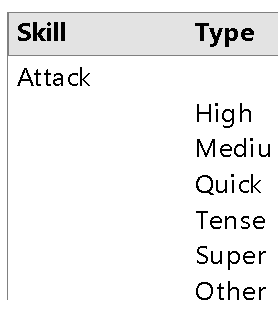 Skill Type
Attack
High
Mediu
Quick
Tense
Super
Other